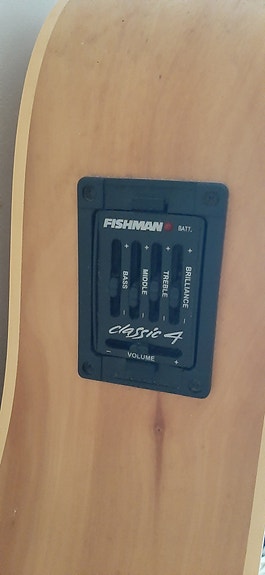 FISHMAN BATT.
+ + + +
BASS MIDDLE TREBLE BRILLIANCE
– – – –
classic 4
– VOLUME +